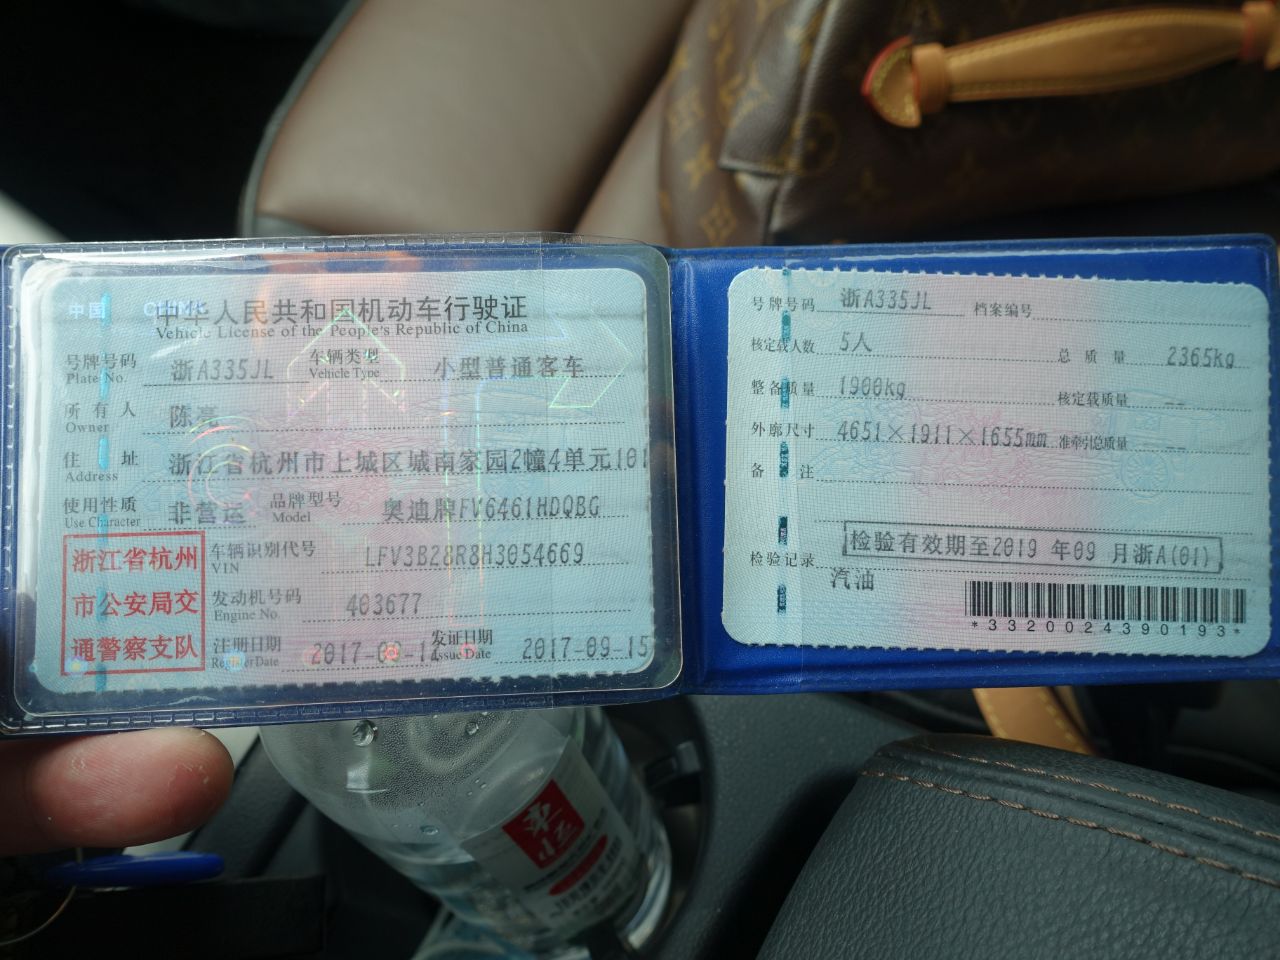 中国 CHINA
中华人民共和国机动车行驶证
Vehicle License of the People's Republic of China
号牌号码 浙A335JL 车辆类型 小型普通客车
Plate No. Vehicle Type
所有人 陈亮
Owner
住址 浙江省杭州市上城区城南家园2幢4单元101
Address
使用性质 非营运 品牌型号 奥迪牌FV6461HDQBG
Use Character Model
浙江省杭州
市公安局交
通警察支队
车辆识别代号 LFV3B28R8H3054669
VIN
发动机号码 403677
Engine No.
注册日期 2017-09-14 发证日期 2017-09-15
Register Date Issue Date
号牌号码 浙A335JL 档案编号
核定载人数 5人 总质量 2365kg
整备质量 1900kg 核定载质量 --
外廓尺寸 4651×1911×1655mm 准牵引总质量 --
备注
检验记录 检验有效期至2019年09月浙A(01)
汽油
*3320024390193*